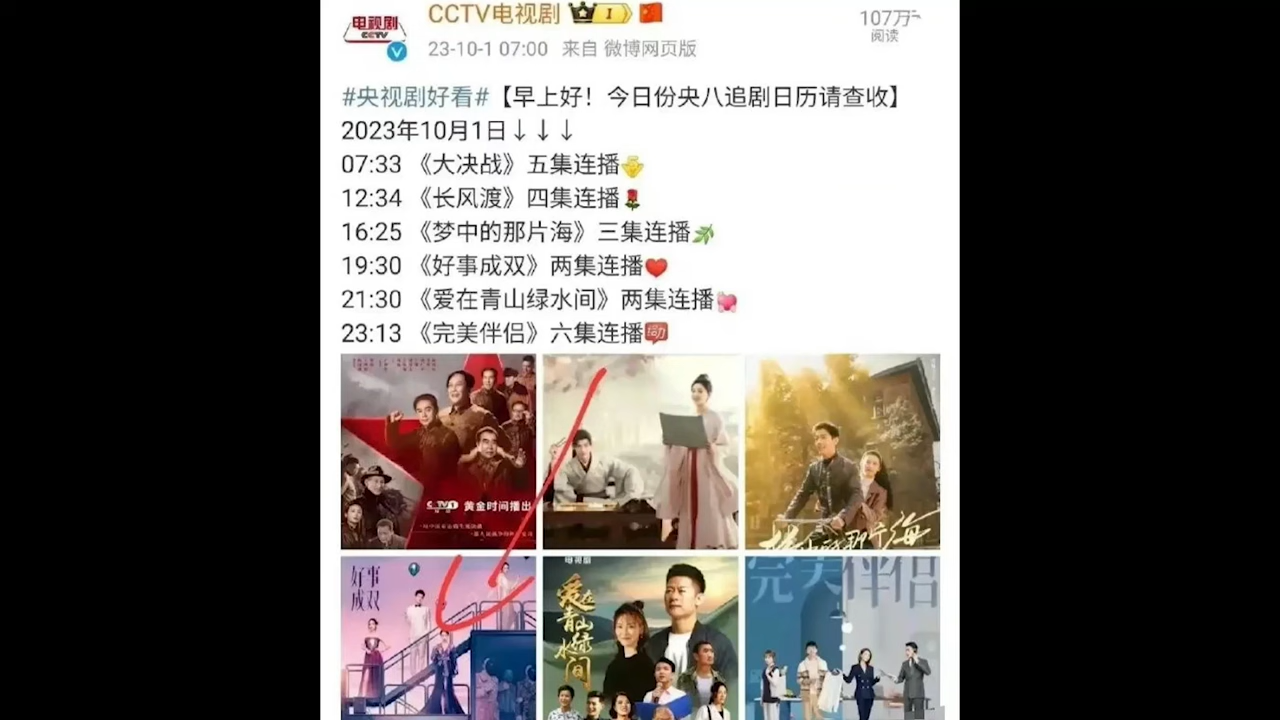 电视剧
CCTV
CCTV电视剧
I
107万+
阅读
23-10-1 07:00 来自 微博网页版
#央视剧好看#【早上好！今日份央八追剧日历请查收】
2023年10月1日↓↓↓
07:33 《大决战》五集连播
12:34 《长风渡》四集连播
16:25 《梦中的那片海》三集连播
19:30 《好事成双》两集连播
21:30 《爱在青山绿水间》两集连播
23:13 《完美伴侣》六集连播
CCTV1 黄金时间播出
好事
成双
电视剧
爱在
青山
绿
水
间
完美伴侣